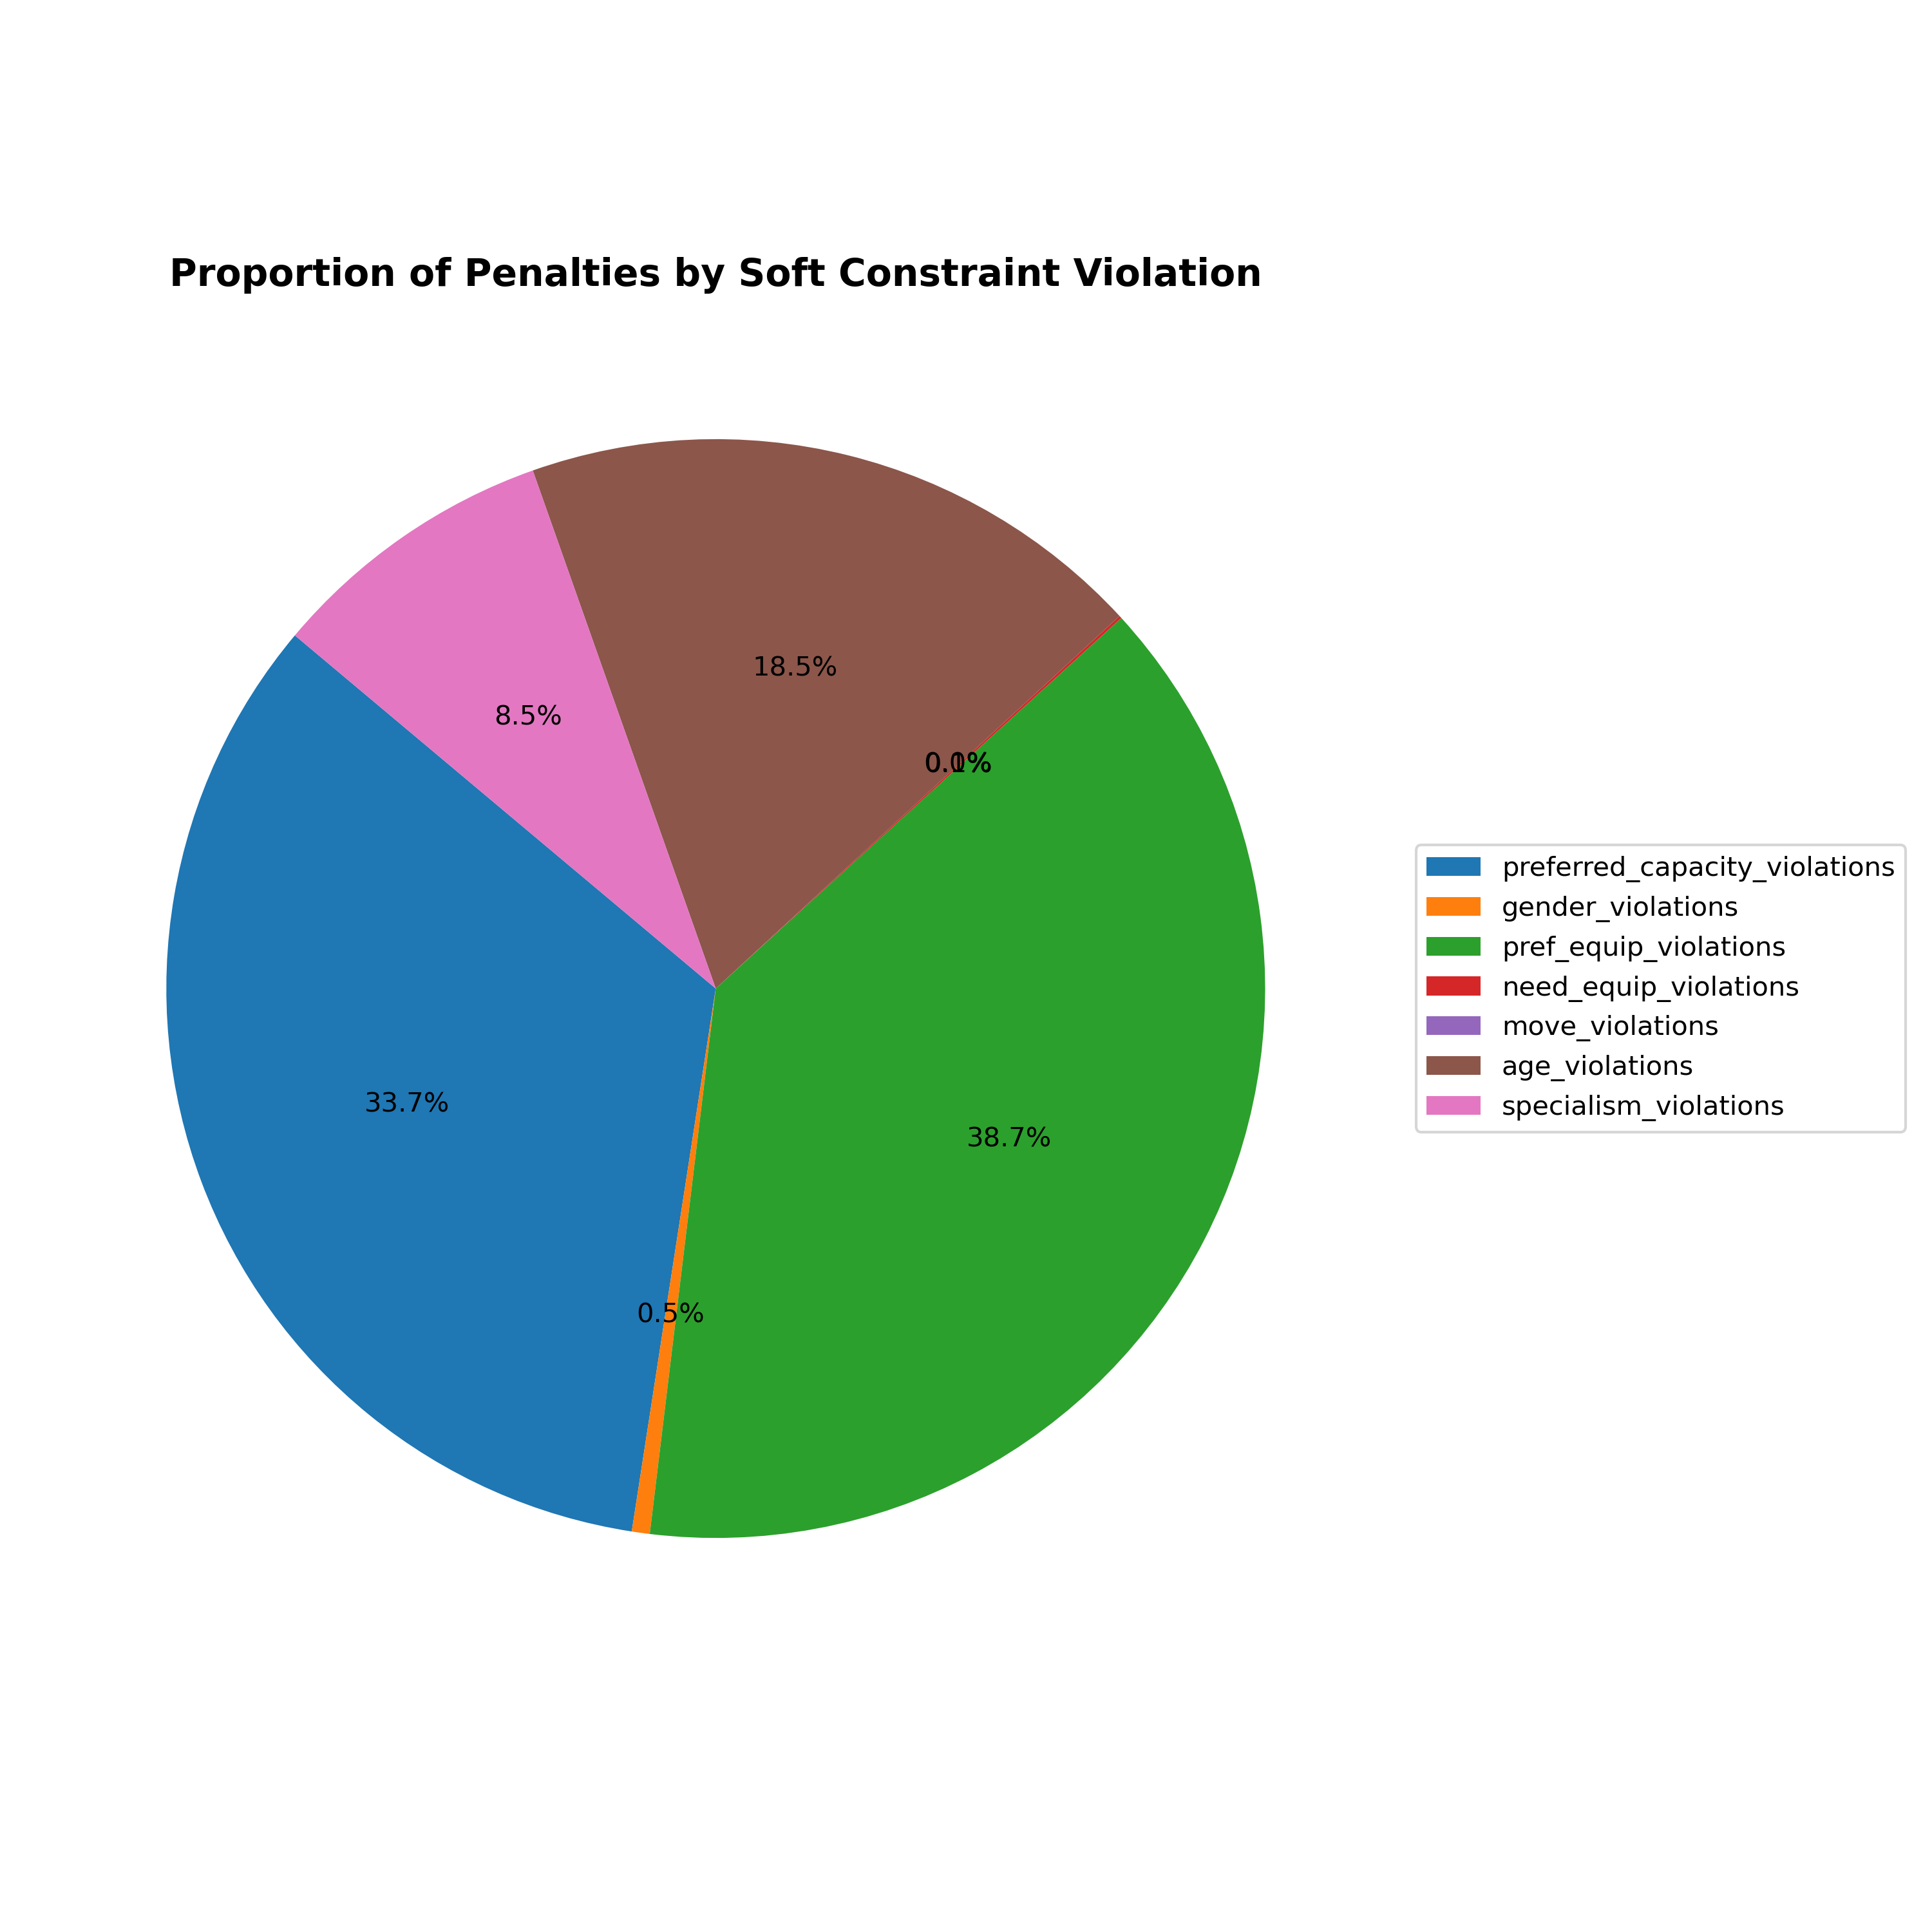 Proportion of Penalties by Soft Constraint Violation
18.5%
8.5%
33.7%
38.7%
0.5%
preferred_capacity_violations
gender_violations
pref_equip_violations
need_equip_violations
move_violations
age_violations
specialism_violations